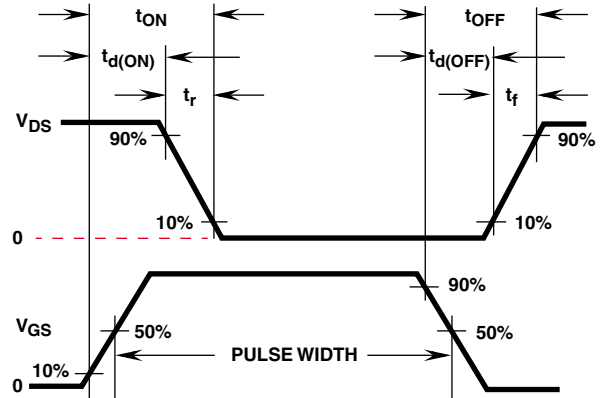 tON
tOFF
td(ON)
td(OFF)
tr
tf
VDS
90%
90%
10%
10%
0
90%
VGS
50%
50%
PULSE WIDTH
10%
0